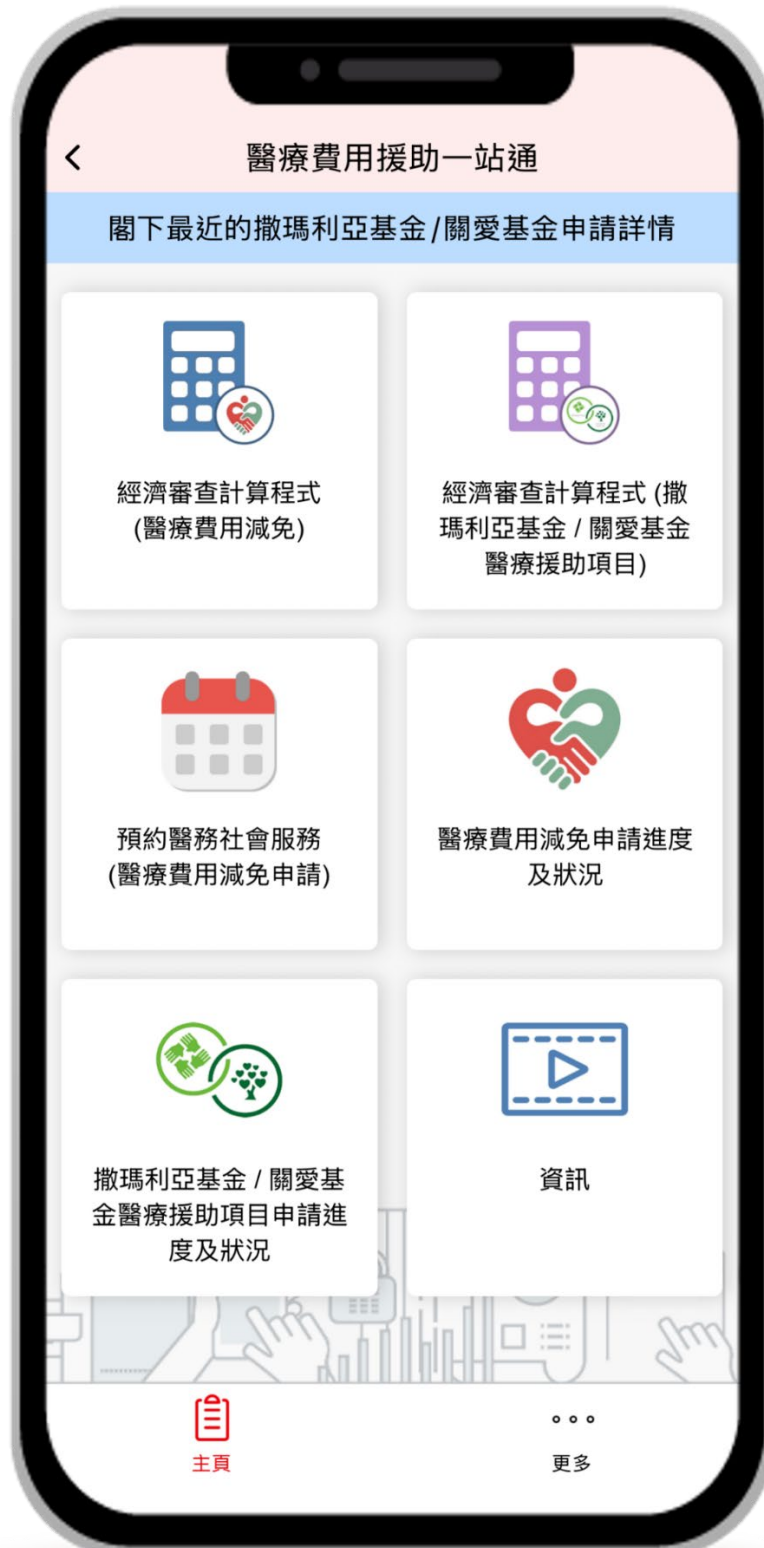 醫療費用援助一站通
閣下最近的撒瑪利亞基金/關愛基金申請詳情
經濟審查計算程式
(醫療費用減免)
經濟審查計算程式 (撒
瑪利亞基金 / 關愛基金
醫療援助項目)
預約醫務社會服務
(醫療費用減免申請)
醫療費用減免申請進度
及狀況
撒瑪利亞基金 / 關愛基
金醫療援助項目申請進
度及狀況
資訊
主頁
更多